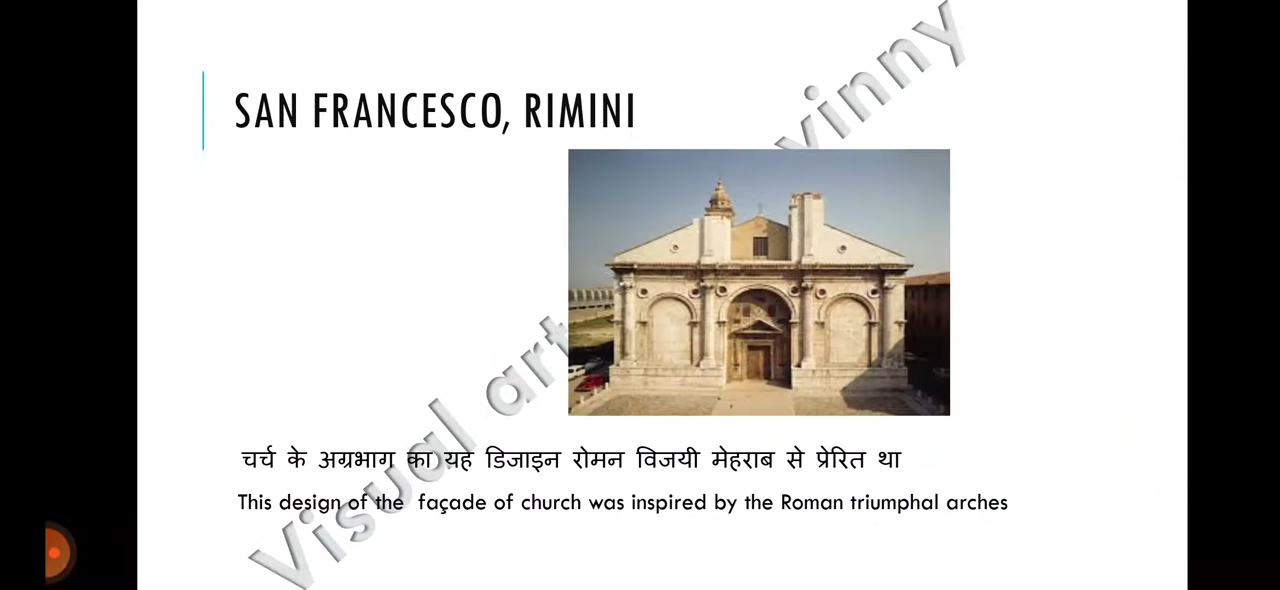 SAN FRANCESCO, RIMINI
Visual art vinny
चर्च के अग्रभाग का यह डिजाइन रोमन विजयी मेहराब से प्रेरित था
This design of the façade of church was inspired by the Roman triumphal arches